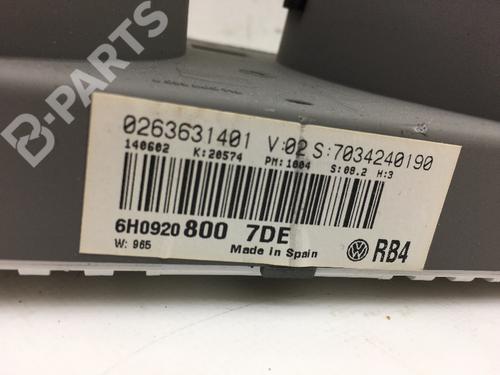 B-PARTS
0263631401 V:02 S:7034240190
140602 K:20574 PM:1004 S:08.2 H:3
6H0920 800 7DE
W: 965 Made in Spain
RB4